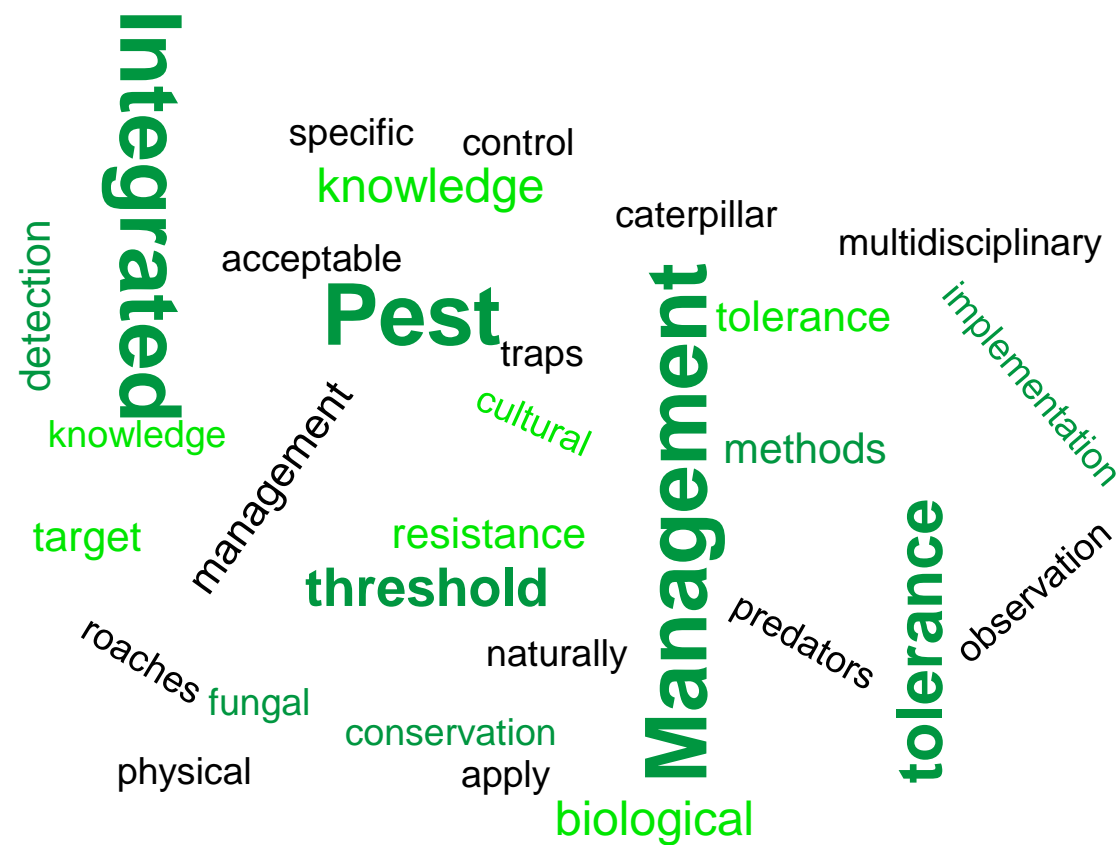 Integrated
specific
control
knowledge
caterpillar
multidisciplinary
detection
acceptable
Pest
traps
Management
tolerance
implementation
knowledge
management
cultural
methods
target
resistance
threshold
tolerance
observation
roaches
naturally
predators
fungal
conservation
physical
apply
biological